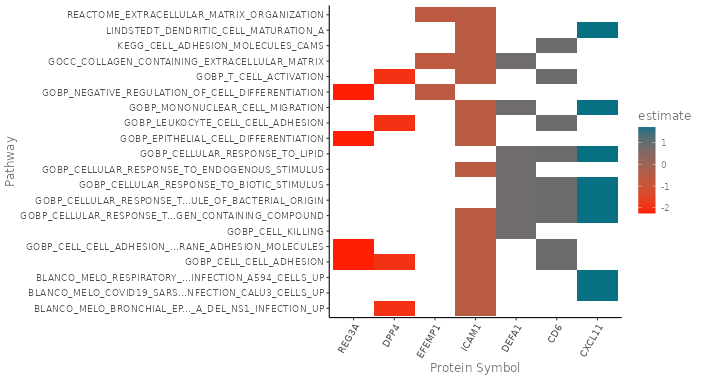 REACTOME_EXTRACELLULAR_MATRIX_ORGANIZATION
LINDSTEDT_DENDRITIC_CELL_MATURATION_A
KEGG_CELL_ADHESION_MOLECULES_CAMS
GOCC_COLLAGEN_CONTAINING_EXTRACELLULAR_MATRIX
GOBP_T_CELL_ACTIVATION
GOBP_NEGATIVE_REGULATION_OF_CELL_DIFFERENTIATION
GOBP_MONONUCLEAR_CELL_MIGRATION
GOBP_LEUKOCYTE_CELL_CELL_ADHESION
GOBP_EPITHELIAL_CELL_DIFFERENTIATION
GOBP_CELLULAR_RESPONSE_TO_LIPID
GOBP_CELLULAR_RESPONSE_TO_ENDOGENOUS_STIMULUS
GOBP_CELLULAR_RESPONSE_TO_BIOTIC_STIMULUS
GOBP_CELLULAR_RESPONSE_T...ULE_OF_BACTERIAL_ORIGIN
GOBP_CELLULAR_RESPONSE_T...GEN_CONTAINING_COMPOUND
GOBP_CELL_KILLING
GOBP_CELL_CELL_ADHESION_...RANE_ADHESION_MOLECULES
GOBP_CELL_CELL_ADHESION
BLANCO_MELO_RESPIRATORY_...INFECTION_A594_CELLS_UP
BLANCO_MELO_COVID19_SARS...NFECTION_CALU3_CELLS_UP
BLANCO_MELO_BRONCHIAL_EP..._A_DEL_NS1_INFECTION_UP
Pathway
REG3A
DPP4
EFEMP1
ICAM1
DEFA1
CD6
CXCL11
Protein Symbol
estimate
1
0
-1
-2